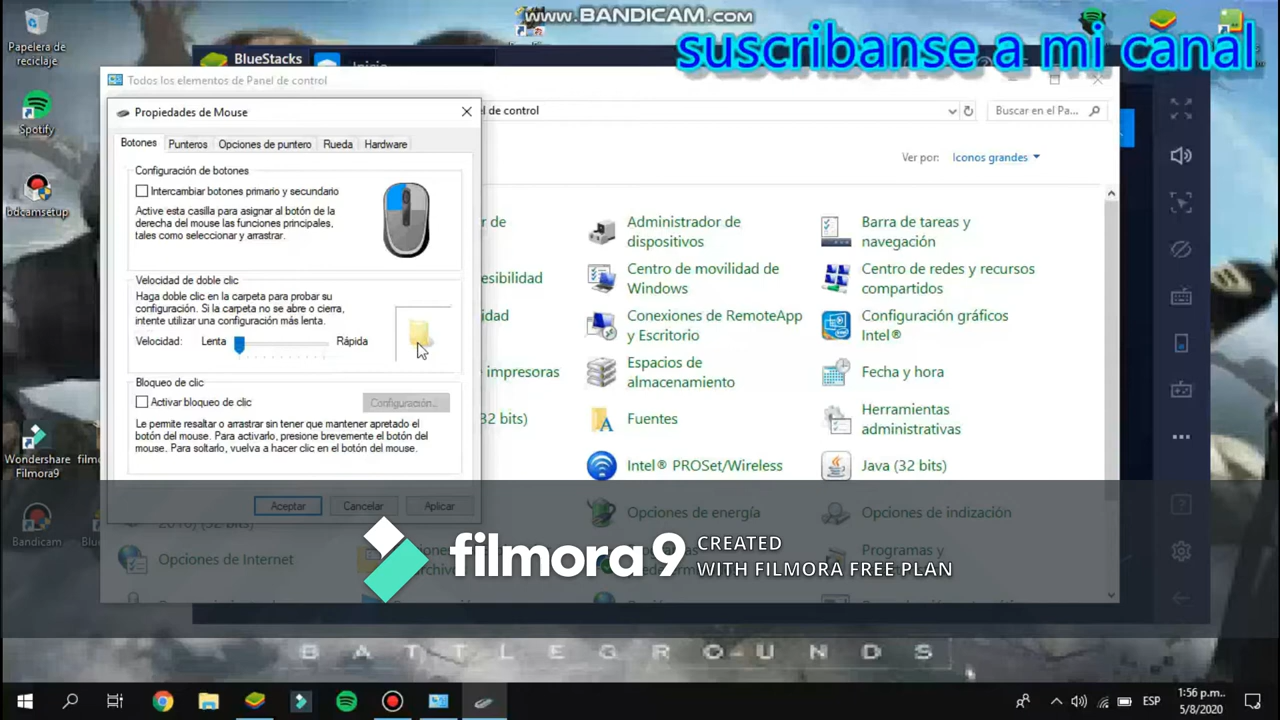 www.BANDICAM.com
suscribanse a mi canal
Papelera de
reciclaje
Spotify
bdcamsetup
Wondershare
Filmora9
Bandicam
BlueStacks
Inicio
Todos los elementos de Panel de control
el de control
Buscar en el Pa...
Ver por: Iconos grandes
Propiedades de Mouse
Botones Punteros Opciones de puntero Rueda Hardware
Configuración de botones
Intercambiar botones primario y secundario
Active esta casilla para asignar al botón de la
derecha del mouse las funciones principales,
tales como seleccionar y arrastrar.
Velocidad de doble clic
Haga doble clic en la carpeta para probar su
configuración. Si la carpeta no se abre o cierra,
intente utilizar una configuración más lenta.
Velocidad: Lenta Rápida
Bloqueo de clic
Activar bloqueo de clic
Configuración...
Le permite resaltar o arrastrar sin tener que mantener apretado el
botón del mouse. Para activarlo, presione brevemente el botón del
mouse. Para soltarlo, vuelva a hacer clic en el botón del mouse.
Aceptar Cancelar Aplicar
de
esibilidad
dad
impresoras
32 bits)
Opciones de Internet
Administrador de
dispositivos
Centro de movilidad de
Windows
Conexiones de RemoteApp
y Escritorio
Espacios de
almacenamiento
Fuentes
Intel® PROSet/Wireless
Opciones de energía
Barra de tareas y
navegación
Centro de redes y recursos
compartidos
Configuración gráficos
Intel®
Fecha y hora
Herramientas
administrativas
Java (32 bits)
Opciones de indización
Programas y
filmora9
CREATED
WITH FILMORA FREE PLAN
BATTLEGROUNDS
ESP
1:56 p.m.
5/8/2020